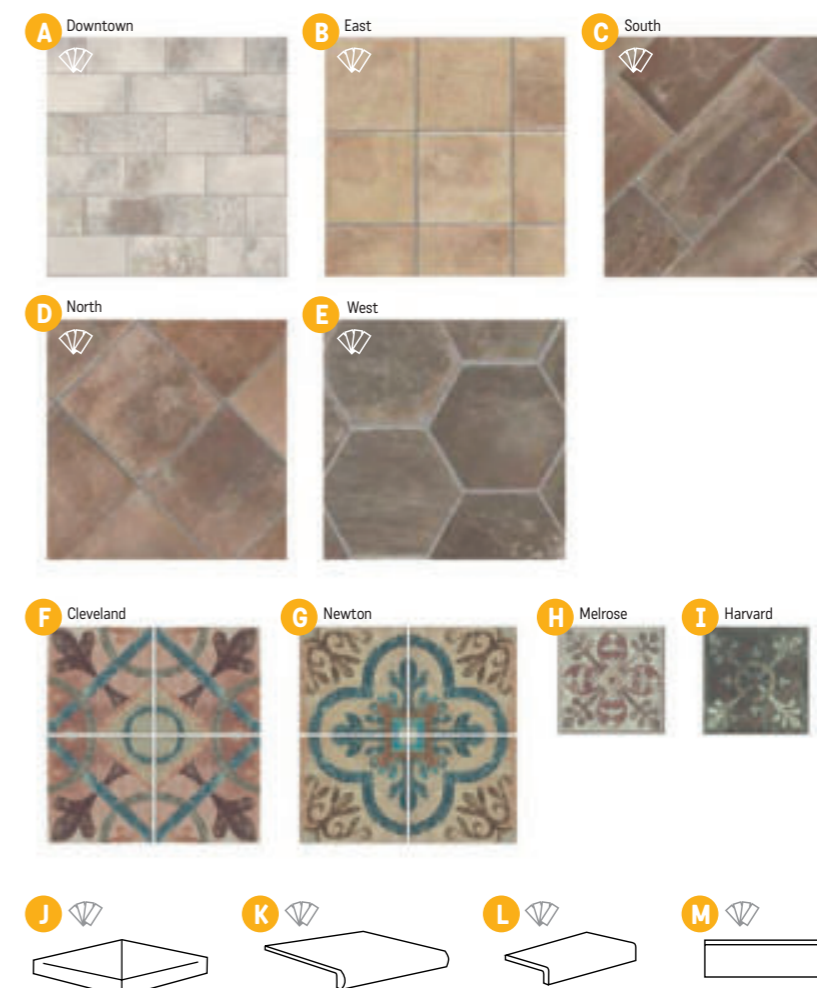 A Downtown
B East
C South
D North
E West
F Cleveland
G Newton
H Melrose
I Harvard
J
K
L
M